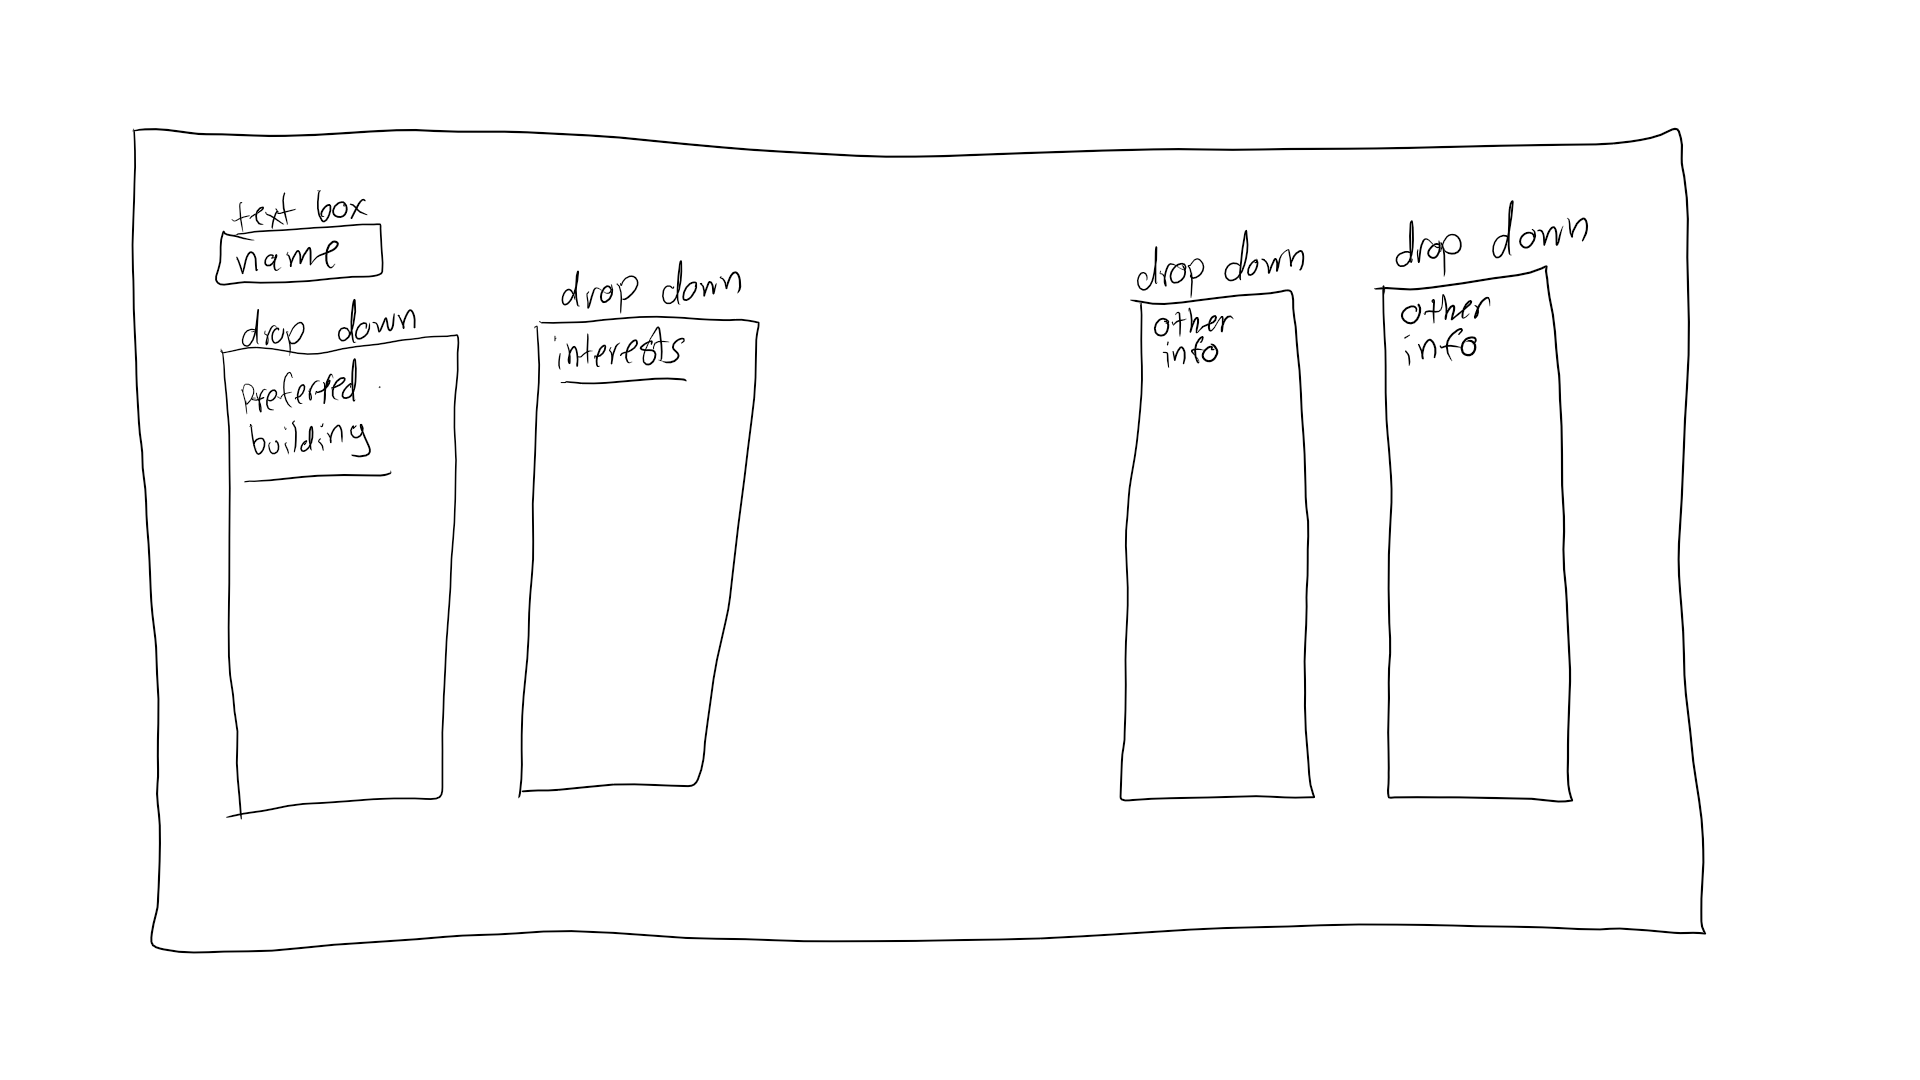 text box
name
drop down
Preferred
building
drop down
interests
drop down
other
info
drop down
other
info